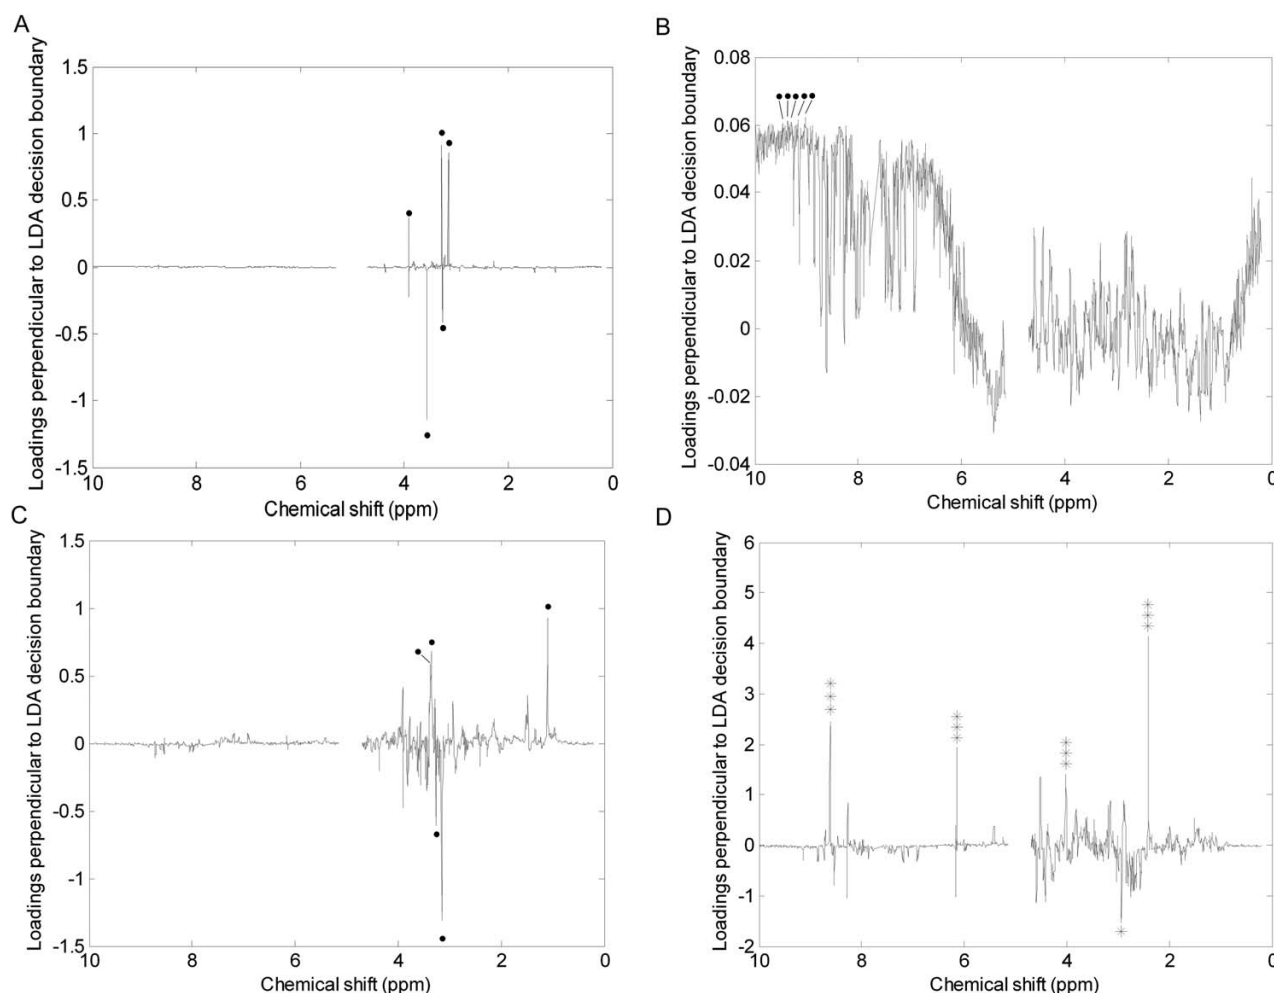 A
Loadings perpendicular to LDA decision boundary
1.5
1
0.5
0
-0.5
-1
-1.5
10 8 6 4 2 0
Chemical shift (ppm)
B
Loadings perpendicular to LDA decision boundary
0.08
0.06
0.04
0.02
0
-0.02
-0.04
10 8 6 4 2 0
Chemical shift (ppm)
C
Loadings perpendicular to LDA decision boundary
1.5
1
0.5
0
-0.5
-1
-1.5
10 8 6 4 2 0
Chemical shift (ppm)
D
Loadings perpendicular to LDA decision boundary
6
5
4
3
2
1
0
-1
-2
10 8 6 4 2 0
Chemical shift (ppm)